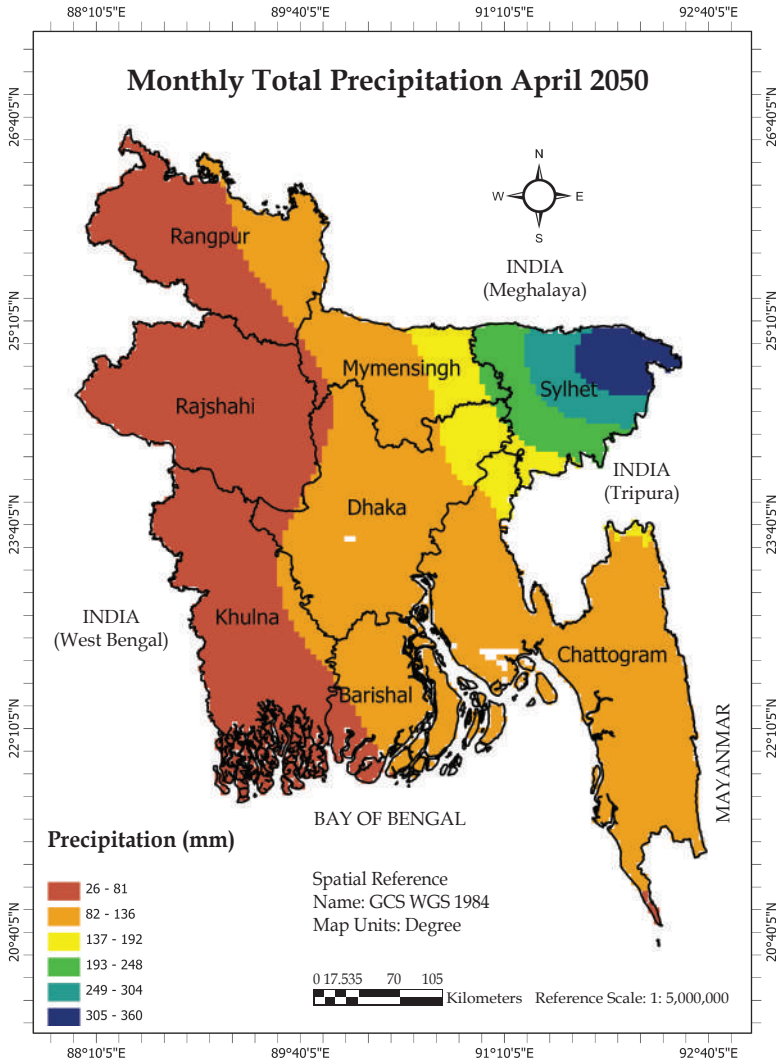 88°10'5"E 89°40'5"E 91°10'5"E 92°40'5"E
Monthly Total Precipitation April 2050
26°40'5"N 26°40'5"N
N
W E
S
Rangpur
INDIA
(Meghalaya)
25°10'5"N 25°10'5"N
Mymensingh
Sylhet
Rajshahi
INDIA
(Tripura)
Dhaka
23°40'5"N 23°40'5"N
INDIA
(West Bengal)
Khulna
Chattogram
Barishal
22°10'5"N 22°10'5"N
MAYANMAR
BAY OF BENGAL
Precipitation (mm)
26 - 81
82 - 136
137 - 192
193 - 248
249 - 304
305 - 360
Spatial Reference
Name: GCS WGS 1984
Map Units: Degree
20°40'5"N 20°40'5"N
0 17.535 70 105
Kilometers Reference Scale: 1: 5,000,000
88°10'5"E 89°40'5"E 91°10'5"E 92°40'5"E